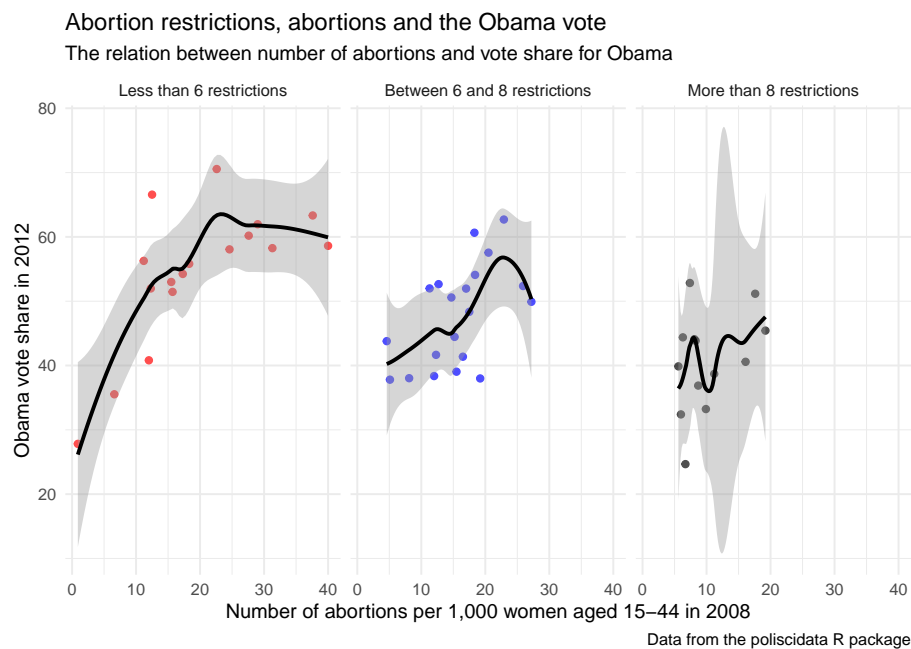 Abortion restrictions, abortions and the Obama vote
The relation between number of abortions and vote share for Obama
Less than 6 restrictions
Between 6 and 8 restrictions
More than 8 restrictions
80
60
40
20
Obama vote share in 2012
0 10 20 30 40 0 10 20 30 40 0 10 20 30 40
Number of abortions per 1,000 women aged 15−44 in 2008
Data from the poliscidata R package